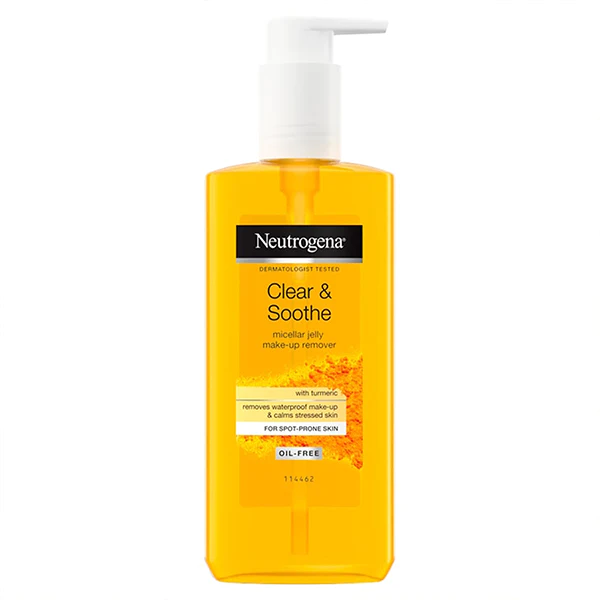 Neutrogena®
DERMATOLOGIST TESTED
Clear &
Soothe
micellar jelly
make-up remover
with turmeric
removes waterproof make-up
& calms stressed skin
FOR SPOT-PRONE SKIN
OIL-FREE
114462